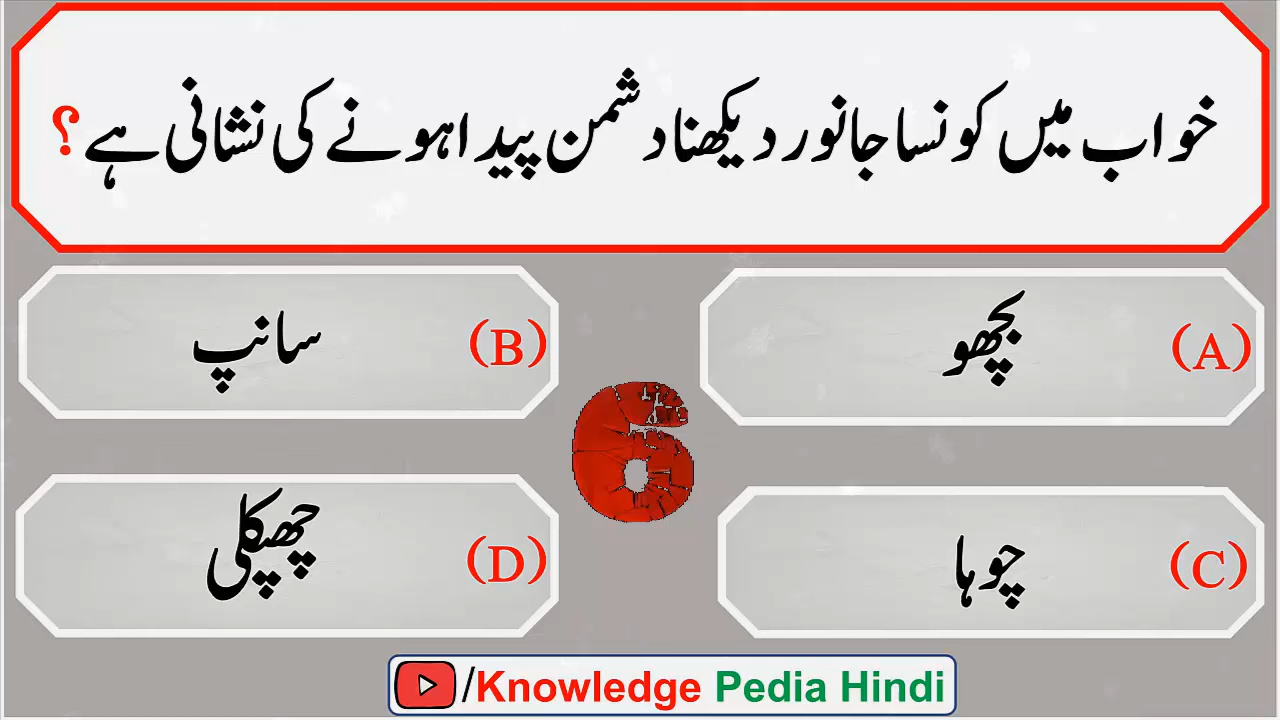 خواب میں کونسا جانور دیکھنا دشمن پیدا ہونے کی نشانی ہے؟
(A) بچھو
(B) سانپ
(C) چوہا
(D) چھپکلی
6
/Knowledge Pedia Hindi